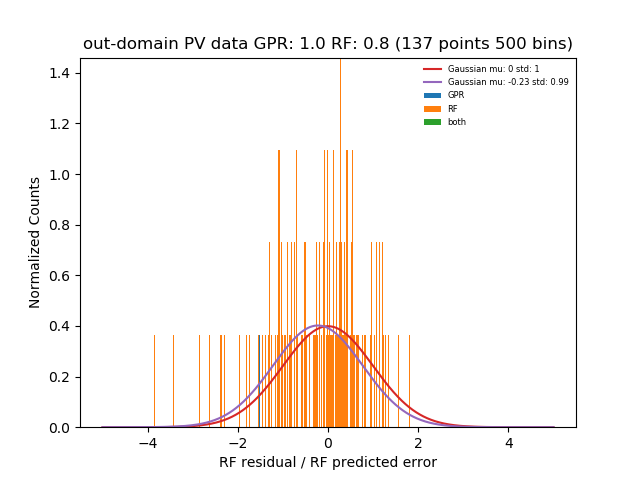 out-domain PV data GPR: 1.0 RF: 0.8 (137 points 500 bins)
Gaussian mu: 0 std: 1
Gaussian mu: -0.23 std: 0.99
GPR
RF
both
Normalized Counts
1.4
1.2
1.0
0.8
0.6
0.4
0.2
0.0
−4
−2
0
2
4
RF residual / RF predicted error